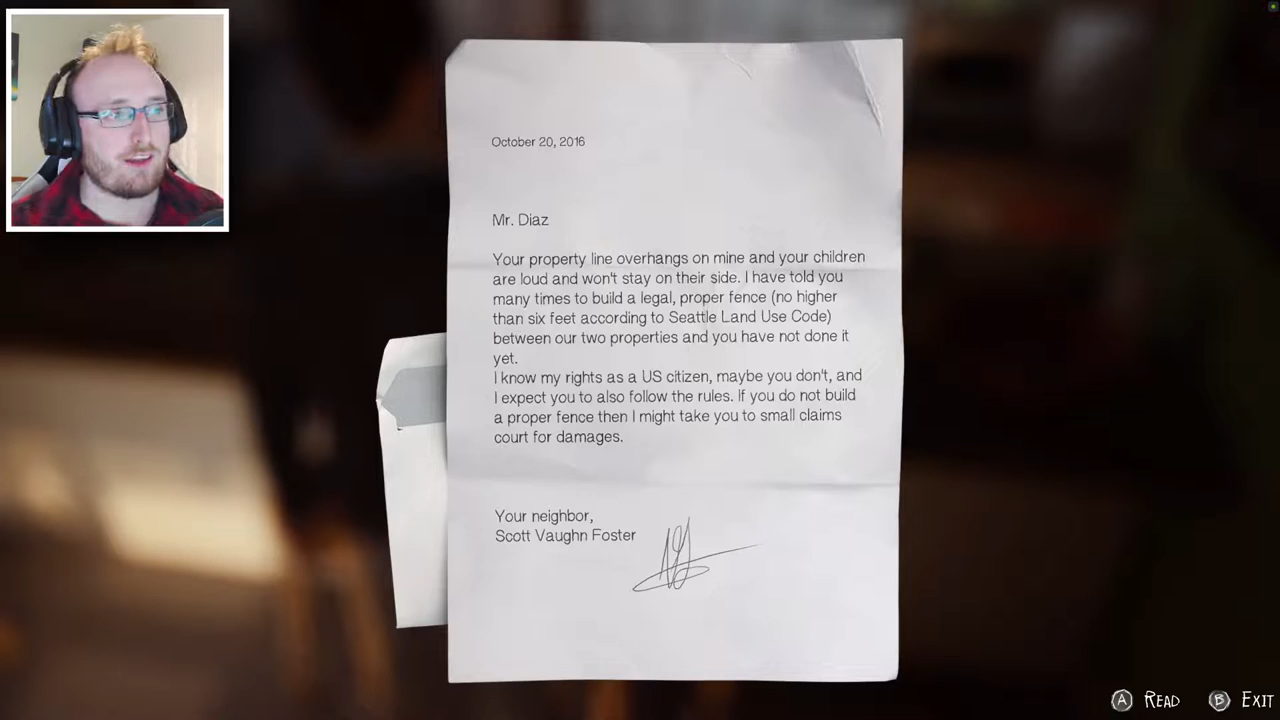 October 20, 2016
Mr. Diaz
Your property line overhangs on mine and your children
are loud and won't stay on their side. I have told you
many times to build a legal, proper fence (no higher
than six feet according to Seattle Land Use Code)
between our two properties and you have not done it
yet.
I know my rights as a US citizen, maybe you don't, and
I expect you to also follow the rules. If you do not build
a proper fence then I might take you to small claims
court for damages.
Your neighbor,
Scott Vaughn Foster
A READ B EXIT